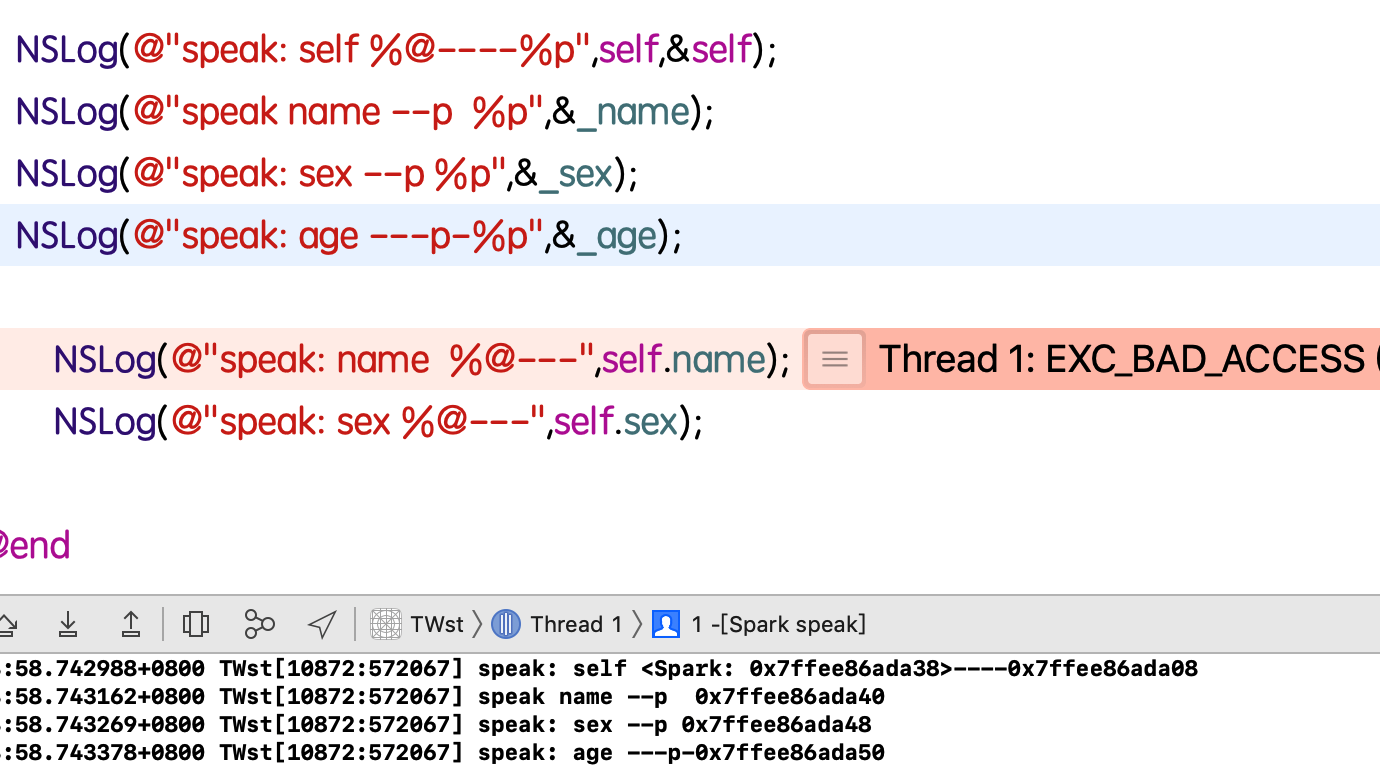 NSLog(@"speak: self %@----%p",self,&self);
NSLog(@"speak name --p  %p",&_name);
NSLog(@"speak: sex --p %p",&_sex);
NSLog(@"speak: age ---p-%p",&_age);
NSLog(@"speak: name  %@---",self.name); Thread 1: EXC_BAD_ACCESS (
NSLog(@"speak: sex %@---",self.sex);
@end
TWst Thread 1 1 -[Spark speak]
:58.742988+0800 TWst[10872:572067] speak: self <Spark: 0x7ffee86ada38>----0x7ffee86ada08
:58.743162+0800 TWst[10872:572067] speak name --p  0x7ffee86ada40
:58.743269+0800 TWst[10872:572067] speak: sex --p 0x7ffee86ada48
:58.743378+0800 TWst[10872:572067] speak: age ---p-0x7ffee86ada50